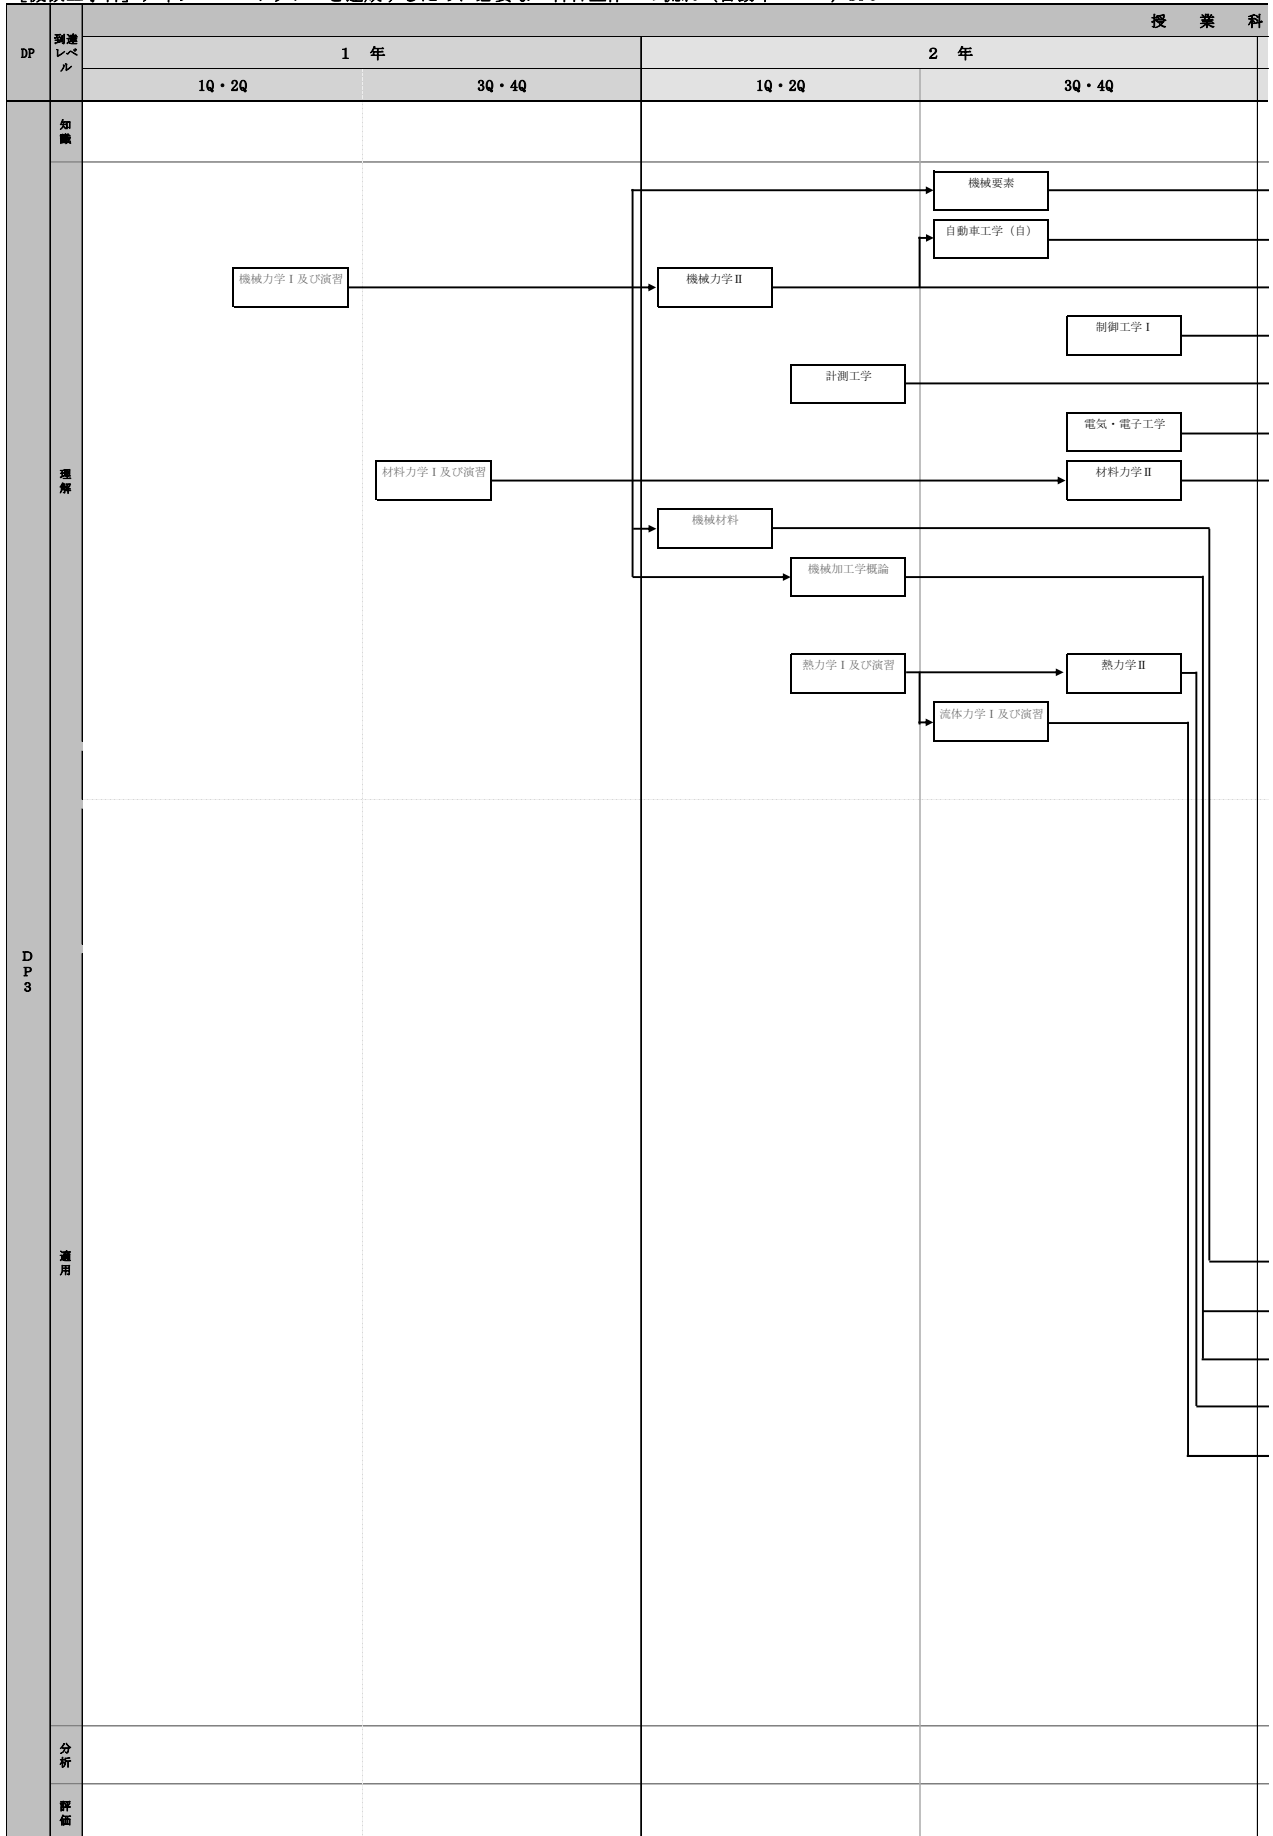 授 業 科
DP
到達
レベ
ル
1 年
2 年
1Q・2Q
3Q・4Q
1Q・2Q
3Q・4Q
知
識
機械要素
自動車工学（自）
機械力学Ⅰ及び演習
機械力学Ⅱ
制御工学Ⅰ
計測工学
電気・電子工学
理
解
材料力学Ⅰ及び演習
材料力学Ⅱ
機械材料
機械加工学概論
熱力学Ⅰ及び演習
熱力学Ⅱ
流体力学Ⅰ及び演習
D
P
3
適
用
分
析
評
価